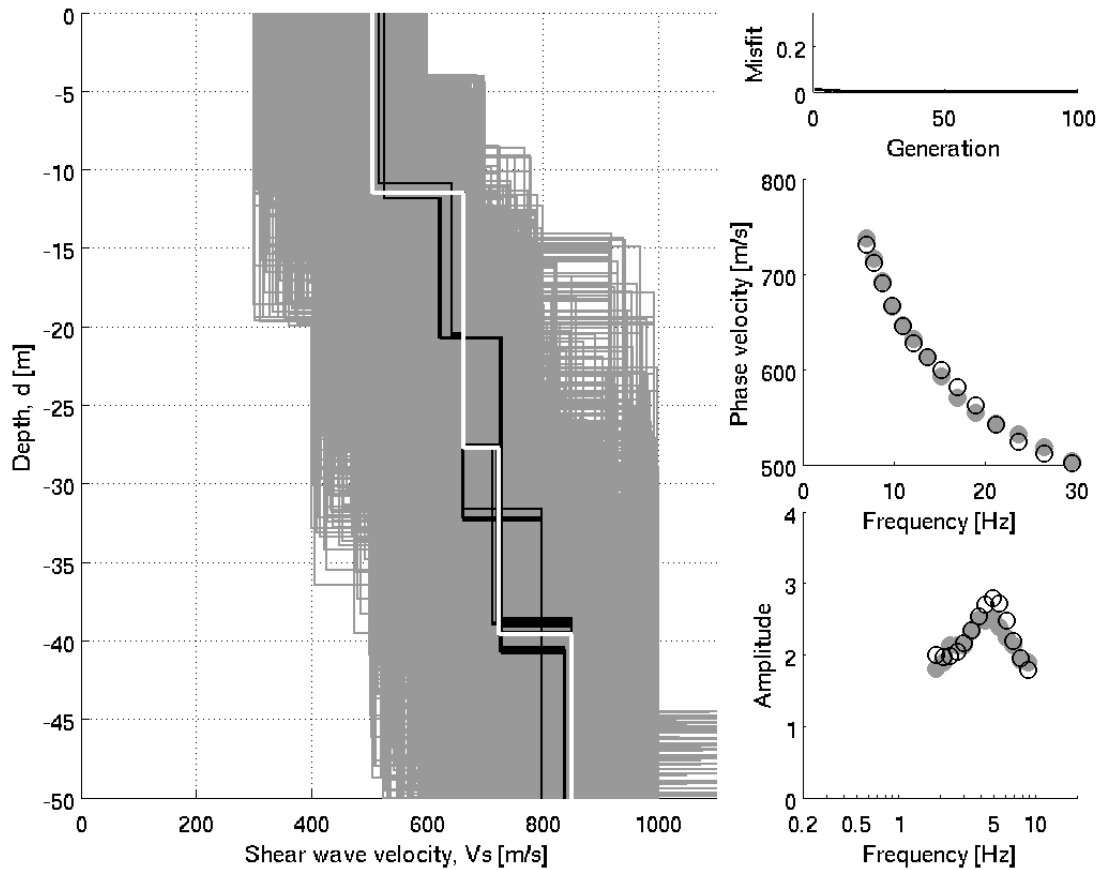 0
-5
-10
-15
-20
-25
-30
-35
-40
-45
-50
Depth, d [m]
0 200 400 600 800 1000
Shear wave velocity, Vs [m/s]
0.2
0
Misfit
0 50 100
Generation
800
700
600
500
Phase velocity [m/s]
0 10 20 30
Frequency [Hz]
4
3
2
1
0
Amplitude
0.2 0.5 1 5 10
Frequency [Hz]